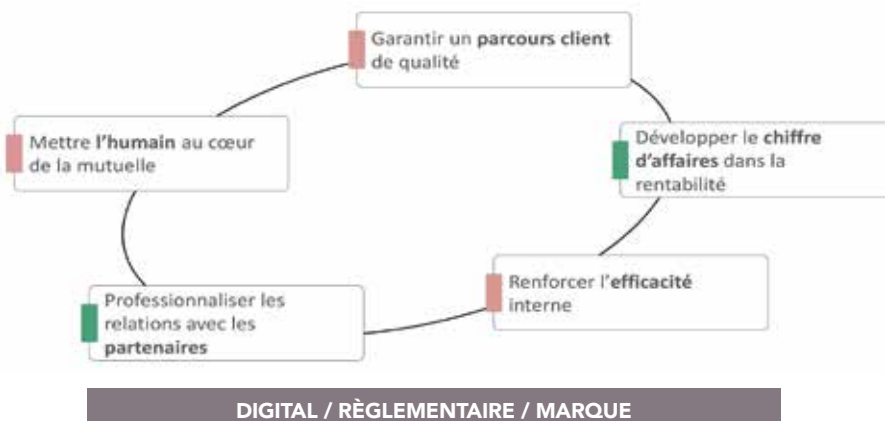 Garantir un parcours client
de qualité
Mettre l'humain au cœur
de la mutuelle
Développer le chiffre
d'affaires dans la
rentabilité
Renforcer l'efficacité
interne
Professionnaliser les
relations avec les
partenaires
DIGITAL / RÈGLEMENTAIRE / MARQUE